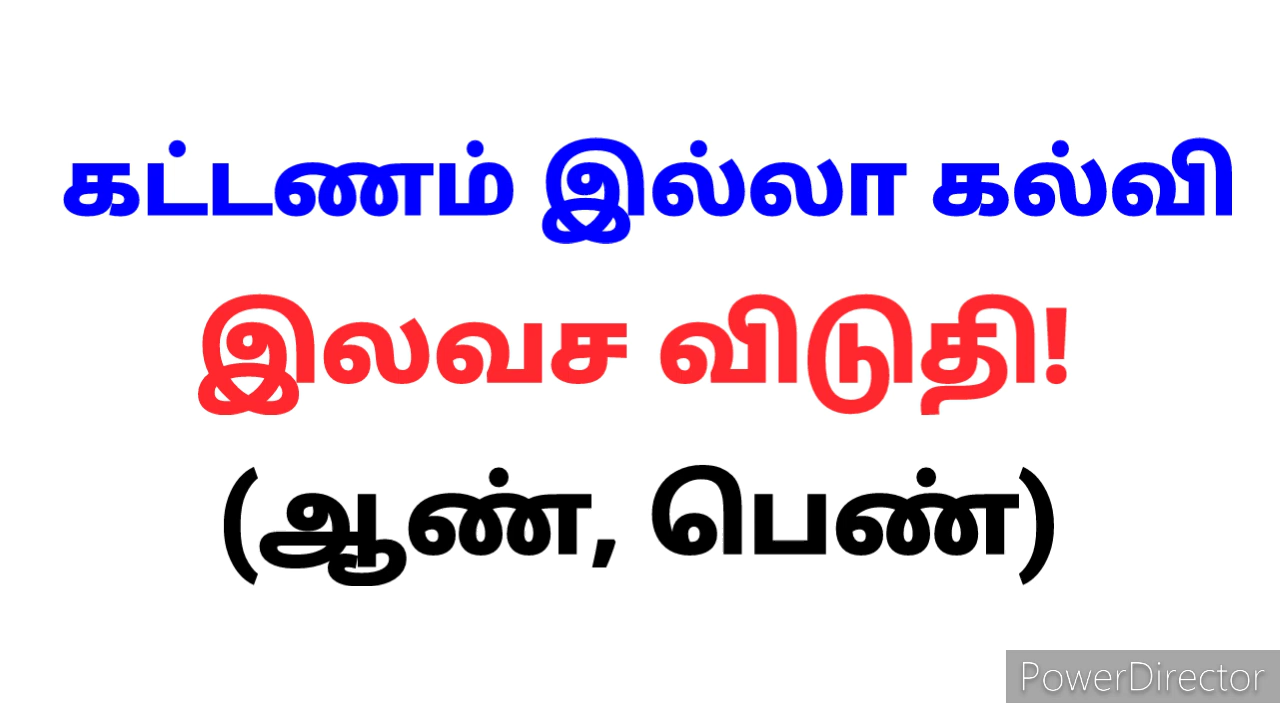 கட்டணம் இல்லா கல்வி
இலவச விடுதி!
(ஆண், பெண்)
PowerDirector